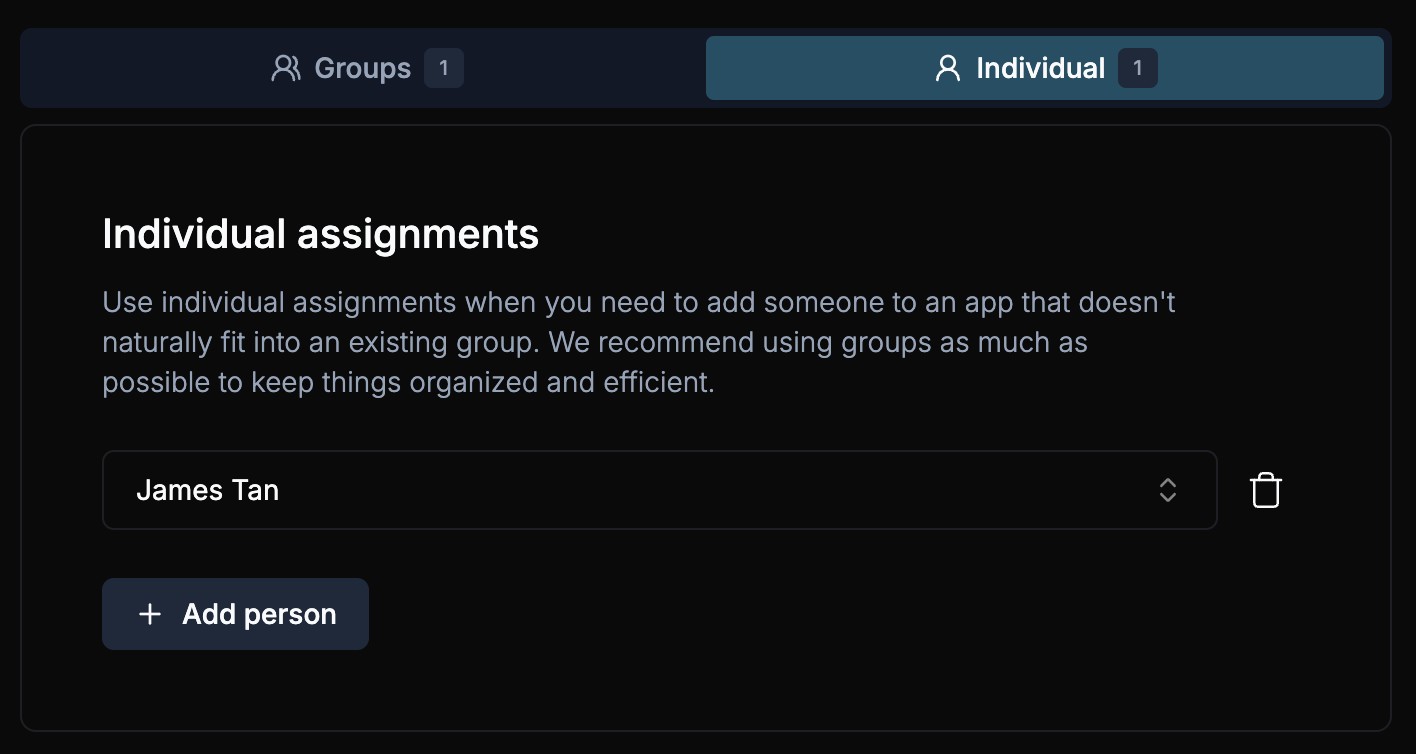 Groups 1
Individual 1
Individual assignments
Use individual assignments when you need to add someone to an app that doesn't
naturally fit into an existing group. We recommend using groups as much as
possible to keep things organized and efficient.
James Tan
Add person